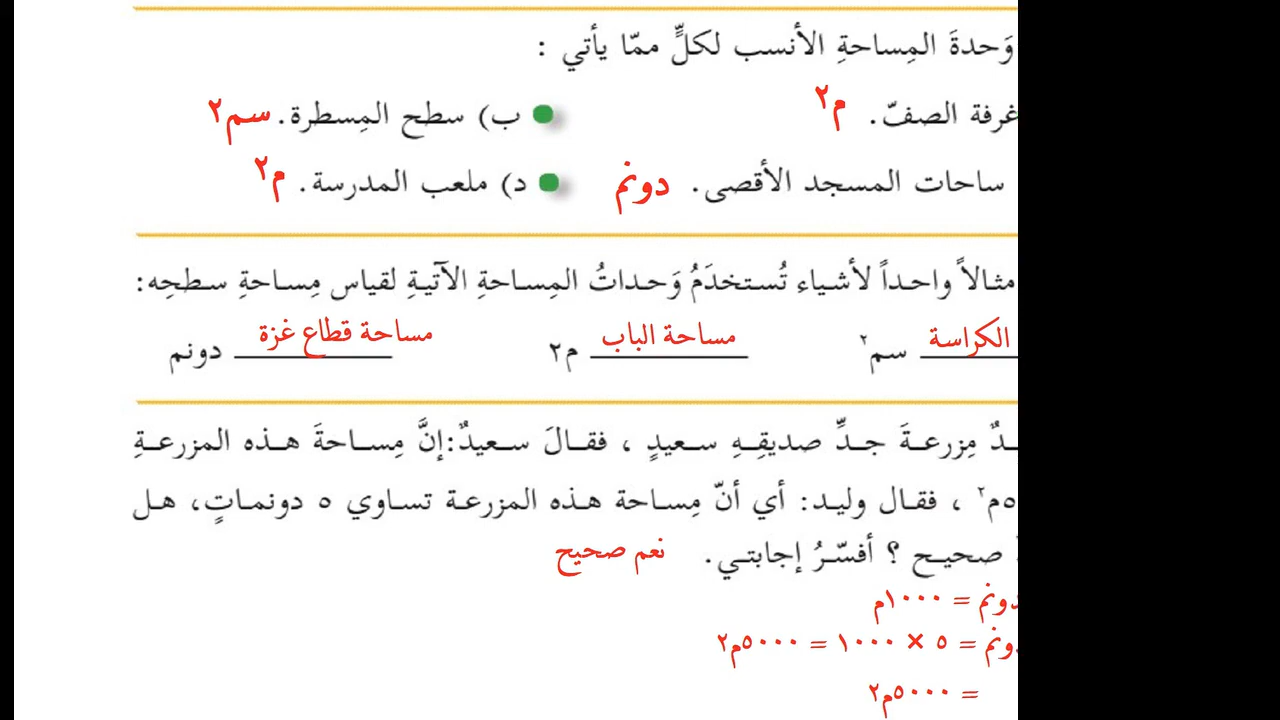 وَحدةَ المِساحةِ الأنسب لكلٍّ ممّا يأتي :
غرفة الصفّ. م٢ ب) سطح المِسطرة. سم٢
ساحات المسجد الأقصى. دونم د) ملعب المدرسة. م٢
مثالاً واحداً لأشياء تُستخدَمُ وَحداتُ المِساحةِ الآتيةِ لقياس مِساحةِ سطحِه:
الكراسة سم٢ مساحة الباب م٢ مساحة قطاع غزة دونم
مِزرعةَ جدِّ صديقِهِ سعيدٍ ، فقالَ سعيدٌ:إنَّ مِساحةَ هذه المزرعةِ
م٢ ، فقال وليد: أي أنّ مِساحة هذه المزرعة تساوي ٥ دونماتٍ، هل
صحيح ؟ أفسّرُ إجابتي. نعم صحيح
دونم = ١٠٠٠م
دونم = ٥ × ١٠٠٠ = ٥٠٠٠م٢
= ٥٠٠٠م٢